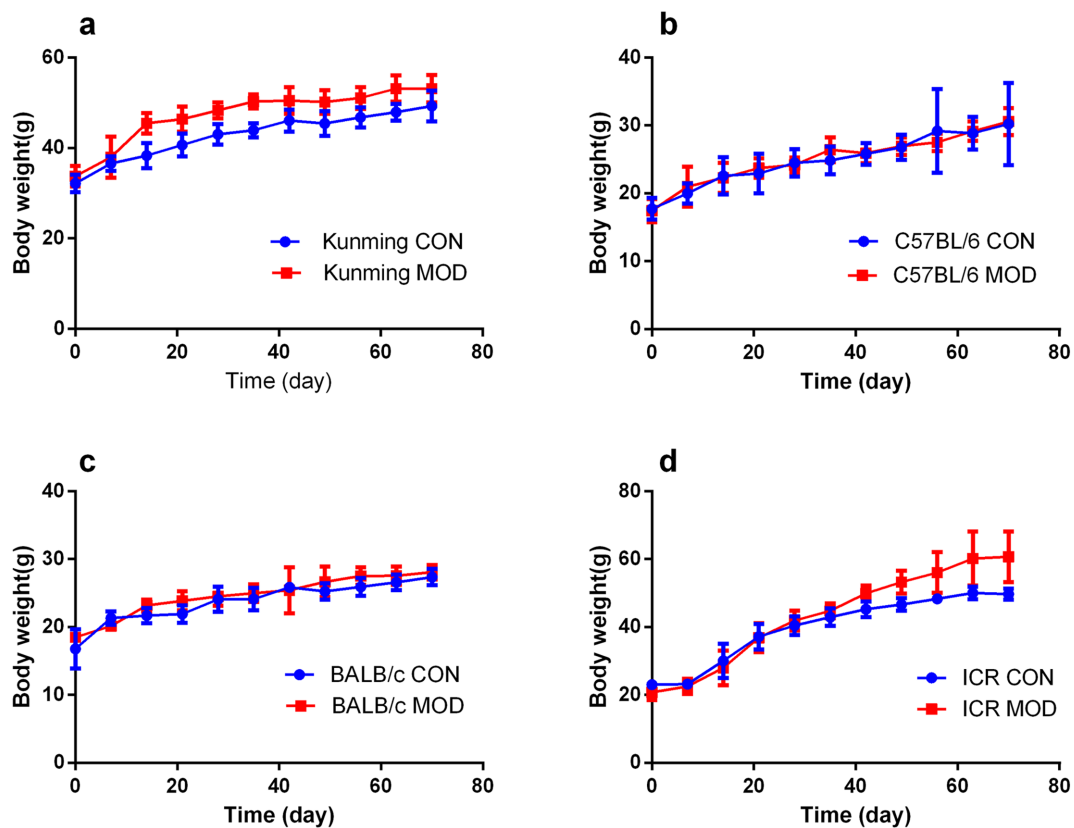 a
60
40
20
0
Body weight(g)
Kunming CON
Kunming MOD
0 20 40 60 80
Time (day)
b
40
30
20
10
0
Body weight(g)
C57BL/6 CON
C57BL/6 MOD
0 20 40 60 80
Time (day)
c
40
30
20
10
0
Body weight(g)
BALB/c CON
BALB/c MOD
0 20 40 60 80
Time (day)
d
80
60
40
20
0
Body weight(g)
ICR CON
ICR MOD
0 20 40 60 80
Time (day)